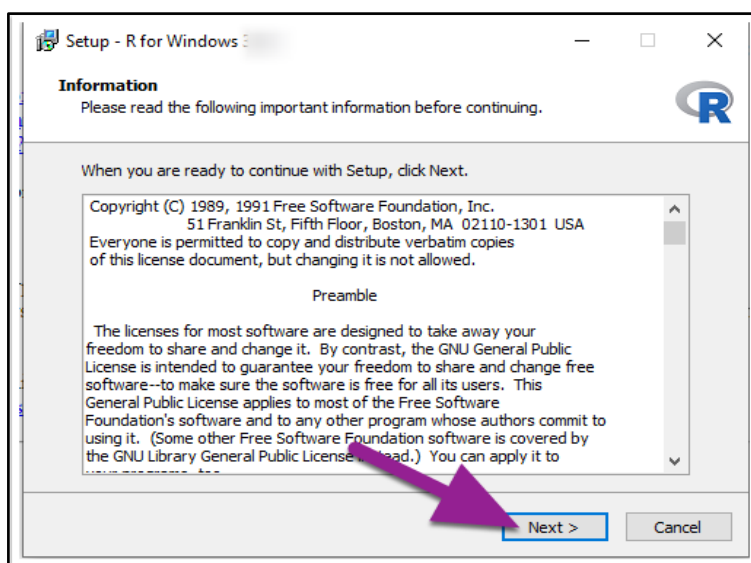 Setup - R for Windows
Information
Please read the following important information before continuing.
R
When you are ready to continue with Setup, click Next.
Copyright (C) 1989, 1991 Free Software Foundation, Inc.
51 Franklin St, Fifth Floor, Boston, MA 02110-1301 USA
Everyone is permitted to copy and distribute verbatim copies
of this license document, but changing it is not allowed.
Preamble
The licenses for most software are designed to take away your
freedom to share and change it. By contrast, the GNU General Public
License is intended to guarantee your freedom to share and change free
software--to make sure the software is free for all its users. This
General Public License applies to most of the Free Software
Foundation's software and to any other program whose authors commit to
using it. (Some other Free Software Foundation software is covered by
the GNU Library General Public License instead.) You can apply it to
Next >
Cancel